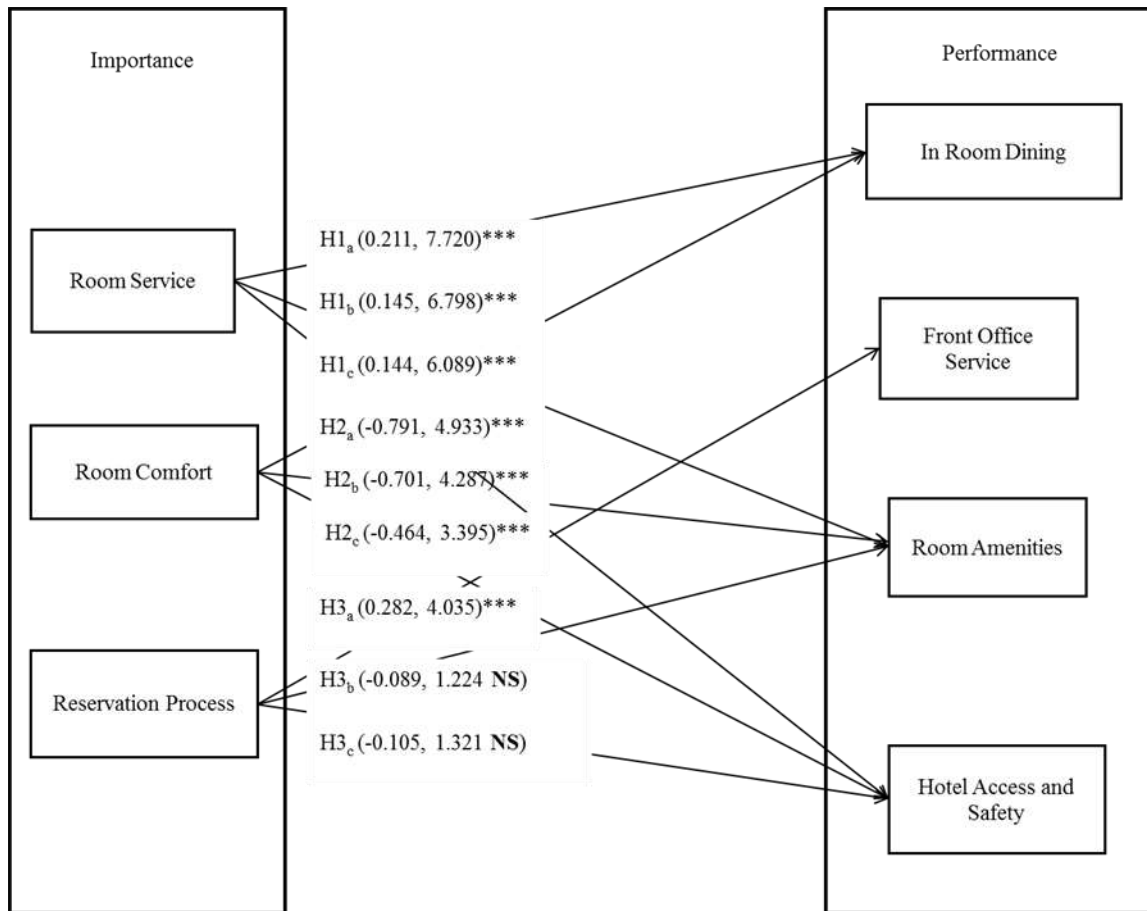 Importance
Room Service
Room Comfort
Reservation Process
H1a (0.211, 7.720)***
H1b (0.145, 6.798)***
H1c (0.144, 6.089)***
H2a (-0.791, 4.933)***
H2b (-0.701, 4.287)***
H2c (-0.464, 3.395)***
H3a (0.282, 4.035)***
H3b (-0.089, 1.224 NS)
H3c (-0.105, 1.321 NS)
Performance
In Room Dining
Front Office
Service
Room Amenities
Hotel Access and
Safety